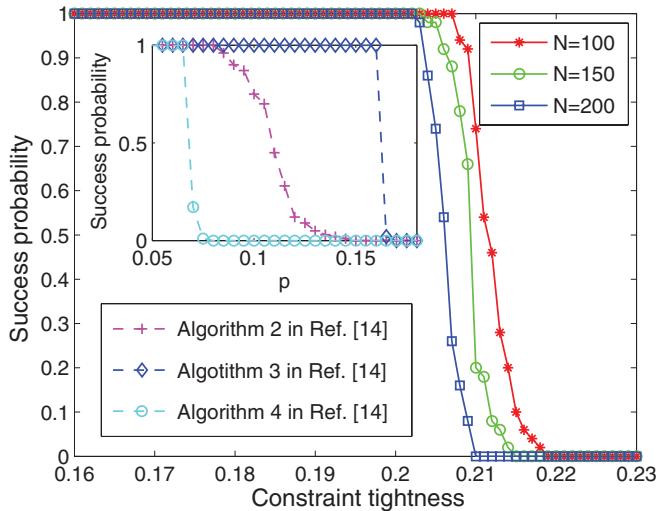 Success probability
1
0.9
0.8
0.7
0.6
0.5
0.4
0.3
0.2
0.1
0
0.16
0.17
0.18
0.19
0.2
0.21
0.22
0.23
Constraint tightness
N=100
N=150
N=200
Success probability
1
0.5
0
0.05
0.1
0.15
p
Algorithm 2 in Ref. [14]
Algotithm 3 in Ref. [14]
Algorithm 4 in Ref. [14]